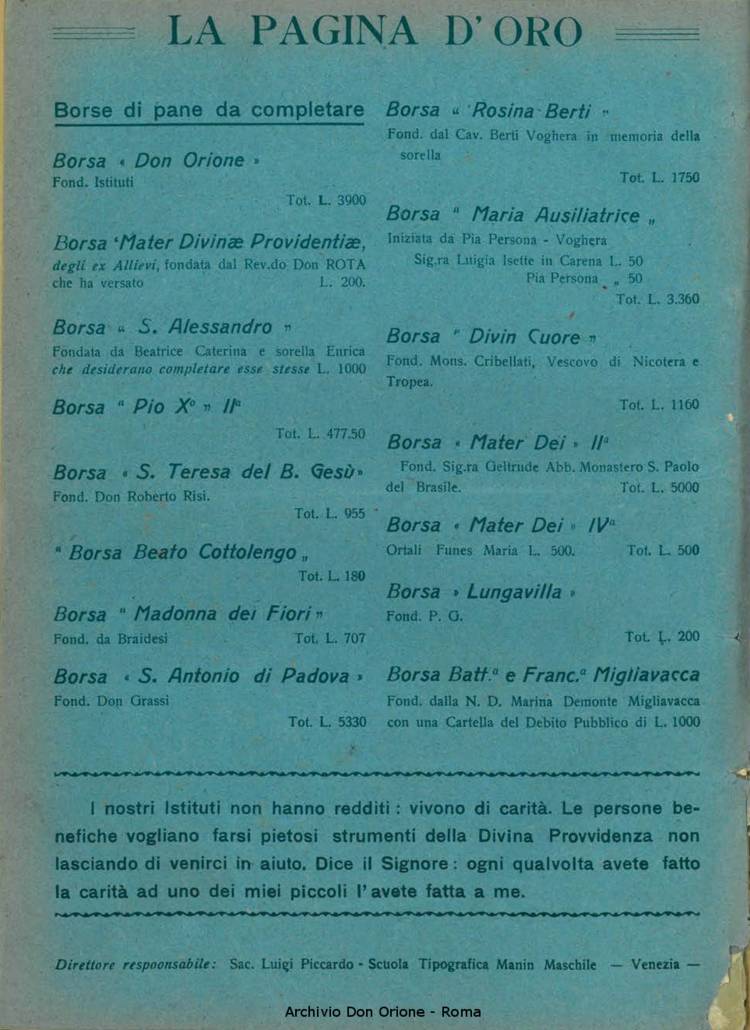 LA PAGINA D'ORO
Borse di pane da completare
Borsa « Don Orione »
Fond. Istituti
Tot. L. 3900
Borsa 'Mater Divinæ Providentiæ,
degli ex Allievi, fondata dal Rev.do Don ROTA
che ha versato L. 200.
Borsa “ S. Alessandro ”
Fondata da Beatrice Caterina e sorella Enrica
che desiderano completare esse stesse L. 1000
Borsa “ Pio Xº ” IIª
Tot. L. 477.50
Borsa « S. Teresa del B. Gesù»
Fond. Don Roberto Risi.
Tot. L. 955
“ Borsa Beato Cottolengo „
Tot. L. 180
Borsa “ Madonna dei Fiori ”
Fond. da Braidesi Tot. L. 707
Borsa « S. Antonio di Padova »
Fond. Don Grassi
Tot. L. 5330
Borsa “ Rosina Berti ”
Fond. dal Cav. Berti Voghera in memoria della
sorella
Tot. L. 1750
Borsa “ Maria Ausiliatrice „
Iniziata da Pia Persona - Voghera
Sig.ra Luigia Isette in Carena L. 50
Pia Persona „ 50
Tot. L. 3.360
Borsa “ Divin Cuore ”
Fond. Mons. Cribellati, Vescovo di Nicotera e
Tropea.
Tot. L. 1160
Borsa « Mater Dei » IIª
Fond. Sig.ra Geltrude Abb. Monastero S. Paolo
del Brasile. Tot. L. 5000
Borsa « Mater Dei » IVª
Ortali Funes Maria L. 500. Tot. L. 500
Borsa » Lungavilla »
Fond. P. G.
Tot. L. 200
Borsa Batt.ª e Franc.ª Migliavacca
Fond. dalla N. D. Marina Demonte Migliavacca
con una Cartella del Debito Pubblico di L. 1000
I nostri Istituti non hanno redditi : vivono di carità. Le persone be-
nefiche vogliano farsi pietosi strumenti della Divina Provvidenza non
lasciando di venirci in aiuto. Dice il Signore : ogni qualvolta avete fatto
la carità ad uno dei miei piccoli l'avete fatta a me.
Direttore respoonsabile: Sac. Luigi Piccardo - Scuola Tipografica Manin Maschile — Venezia —
Archivio Don Orione - Roma